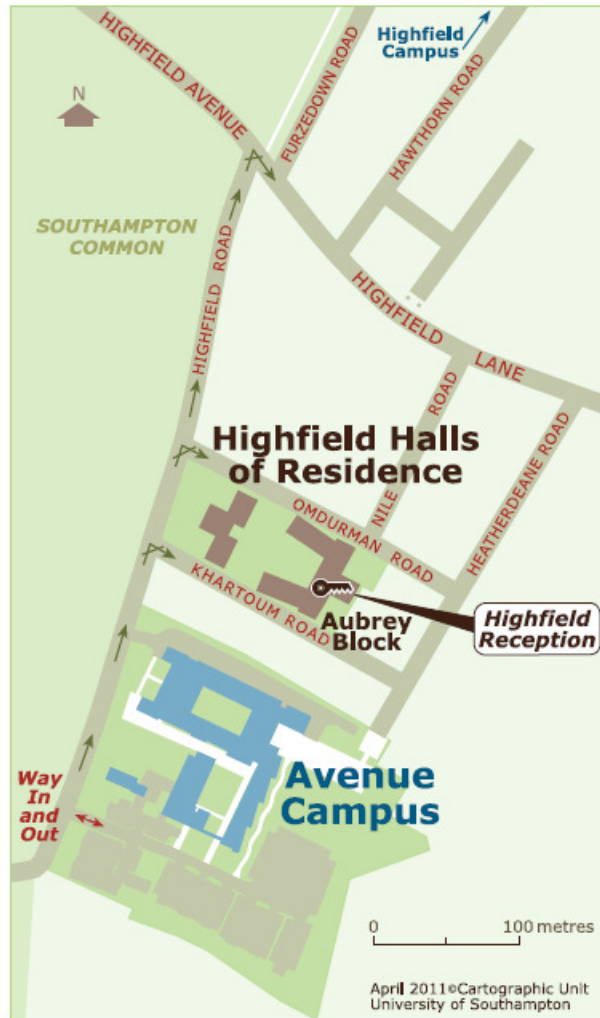 HIGHFIELD AVENUE
FURZEDOWN ROAD
Highfield
Campus
HAWTHORN ROAD
N
SOUTHAMPTON
COMMON
HIGHFIELD ROAD
HIGHFIELD LANE
Highfield Halls
of Residence
NILE ROAD
HEATHERDEANE ROAD
OMDURMAN ROAD
KHARTOUM ROAD
Aubrey
Block
Highfield
Reception
Avenue
Campus
Way
In
and
Out
0 100 metres
April 2011©Cartographic Unit
University of Southampton